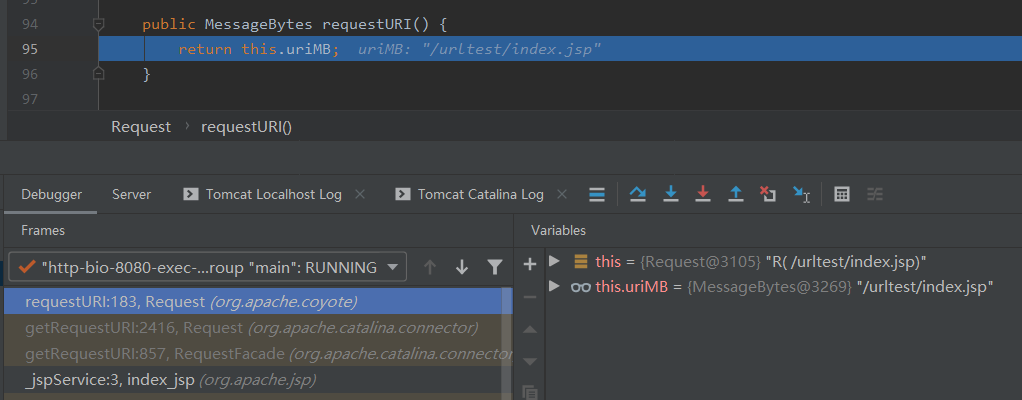 94 public MessageBytes requestURI() {
95 return this.uriMB; uriMB: "/urltest/index.jsp"
96 }
97
Request › requestURI()
Debugger Server Tomcat Localhost Log × Tomcat Catalina Log ×
Frames Variables
"http-bio-8080-exec-...roup "main": RUNNING
this = {Request@3105} "R( /urltest/index.jsp)"
this.uriMB = {MessageBytes@3269} "/urltest/index.jsp"
requestURI:183, Request (org.apache.coyote)
getRequestURI:2416, Request (org.apache.catalina.connector)
getRequestURI:857, RequestFacade (org.apache.catalina.connector
_jspService:3, index_jsp (org.apache.jsp)